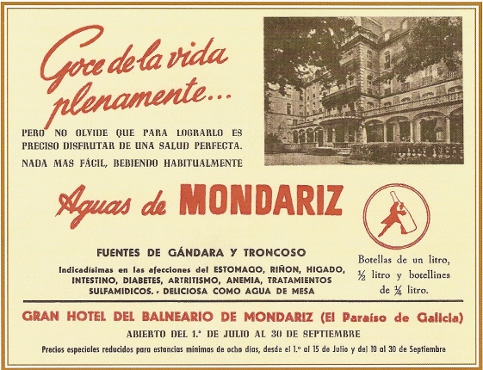 Goce de la vida
plenamente...
PERO NO OLVIDE QUE PARA LOGRARLO ES
PRECISO DISFRUTAR DE UNA SALUD PERFECTA.
NADA MAS FÁCIL, BEBIENDO HABITUALMENTE
Aguas de MONDARIZ
FUENTES DE GÁNDARA Y TRONCOSO
Indicadísimas en las afecciones del ESTOMAGO, RIÑON, HIGADO,
INTESTINO, DIABETES, ARTRITISMO, ANEMIA, TRATAMIENTOS
SULFAMIDICOS. - DELICIOSA COMO AGUA DE MESA
Botellas de un litro,
½ litro y botellines
de ¼ litro.
GRAN HOTEL DEL BALNEARIO DE MONDARIZ (El Paraíso de Galicia)
ABIERTO DEL 1.º DE JULIO AL 30 DE SEPTIEMBRE
Precios especiales reducidos para estancias mínimas de ocho días, desde el 1.º al 15 de Julio y del 10 al 30 de Septiembre